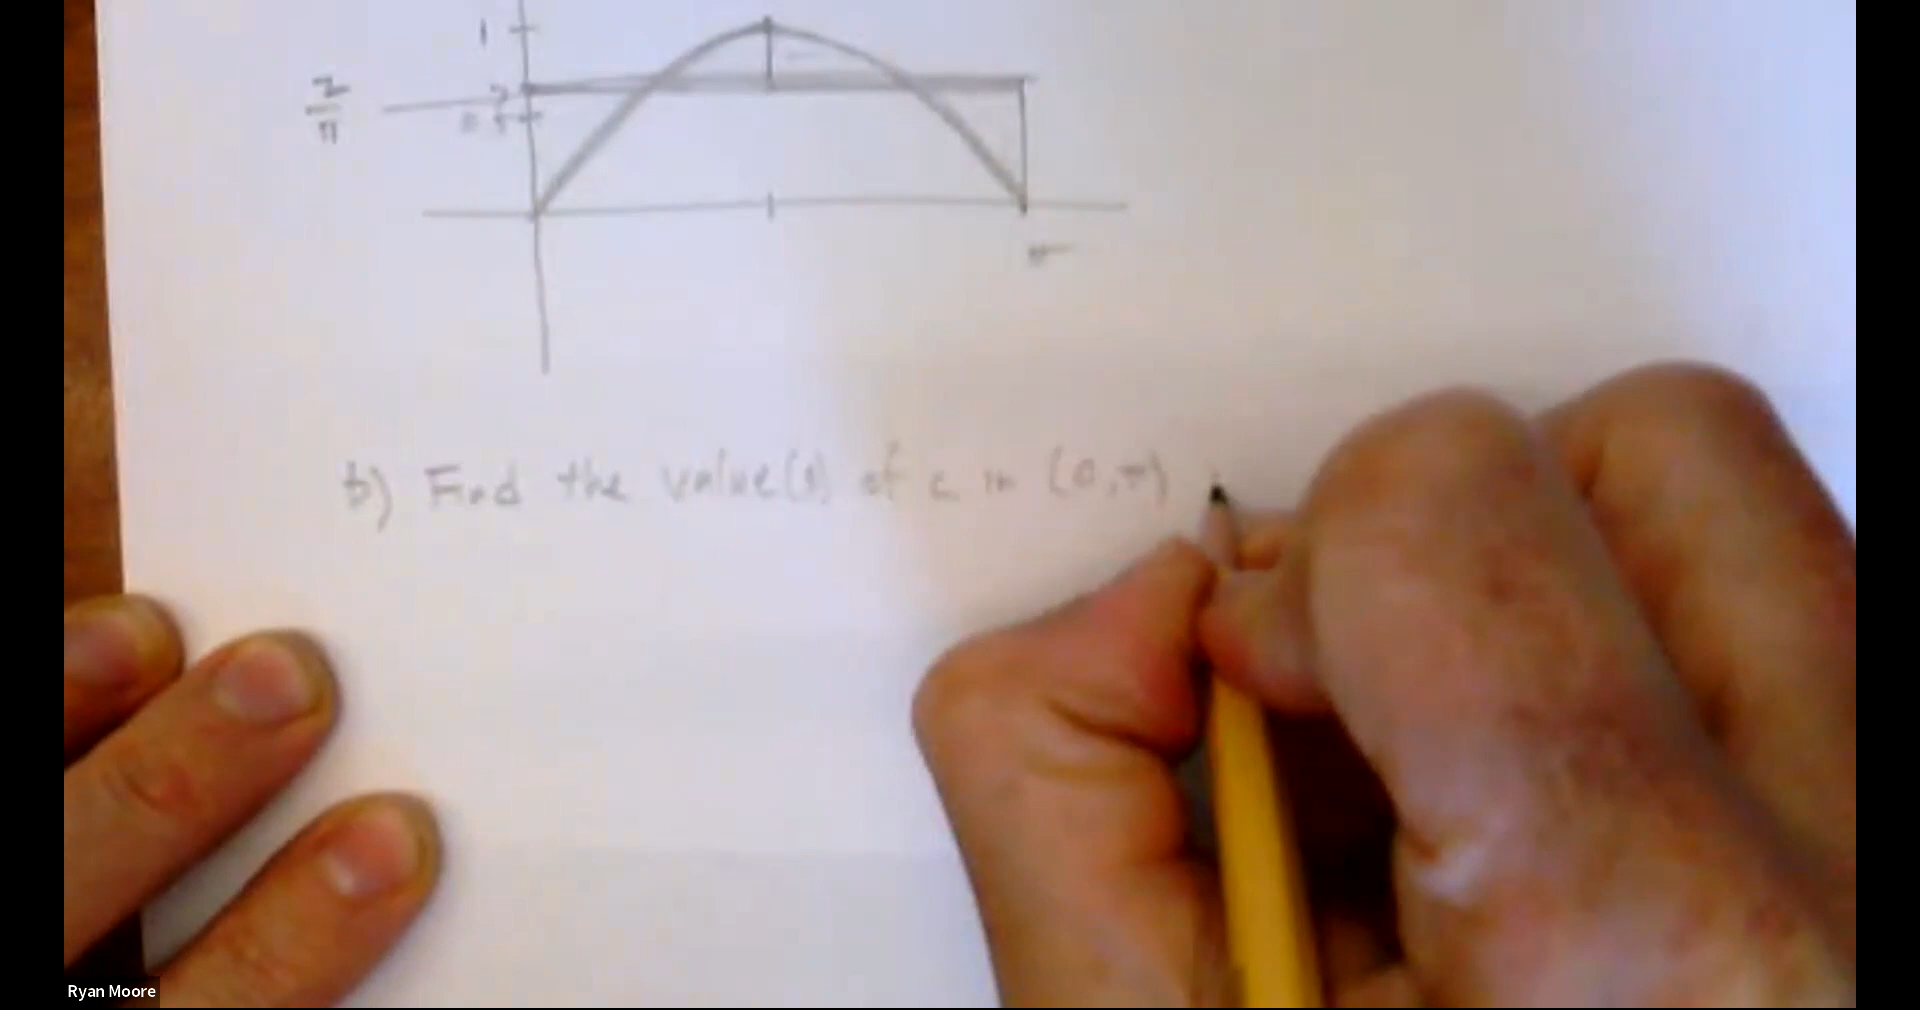 1
2
π
0.5
π
b) Find the value(s) of c in (0,π)
Ryan Moore